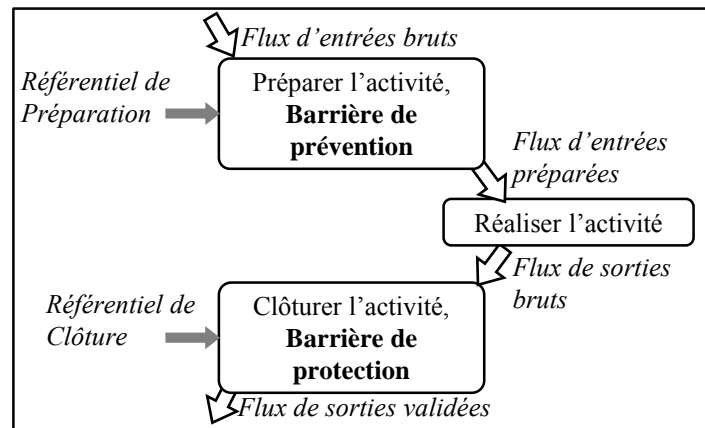 Flux d’entrées bruts
Référentiel de
Préparation
Préparer l’activité,
Barrière de
prévention
Flux d’entrées
préparées
Réaliser l’activité
Flux de sorties
bruts
Référentiel de
Clôture
Clôturer l’activité,
Barrière de
protection
Flux de sorties validées